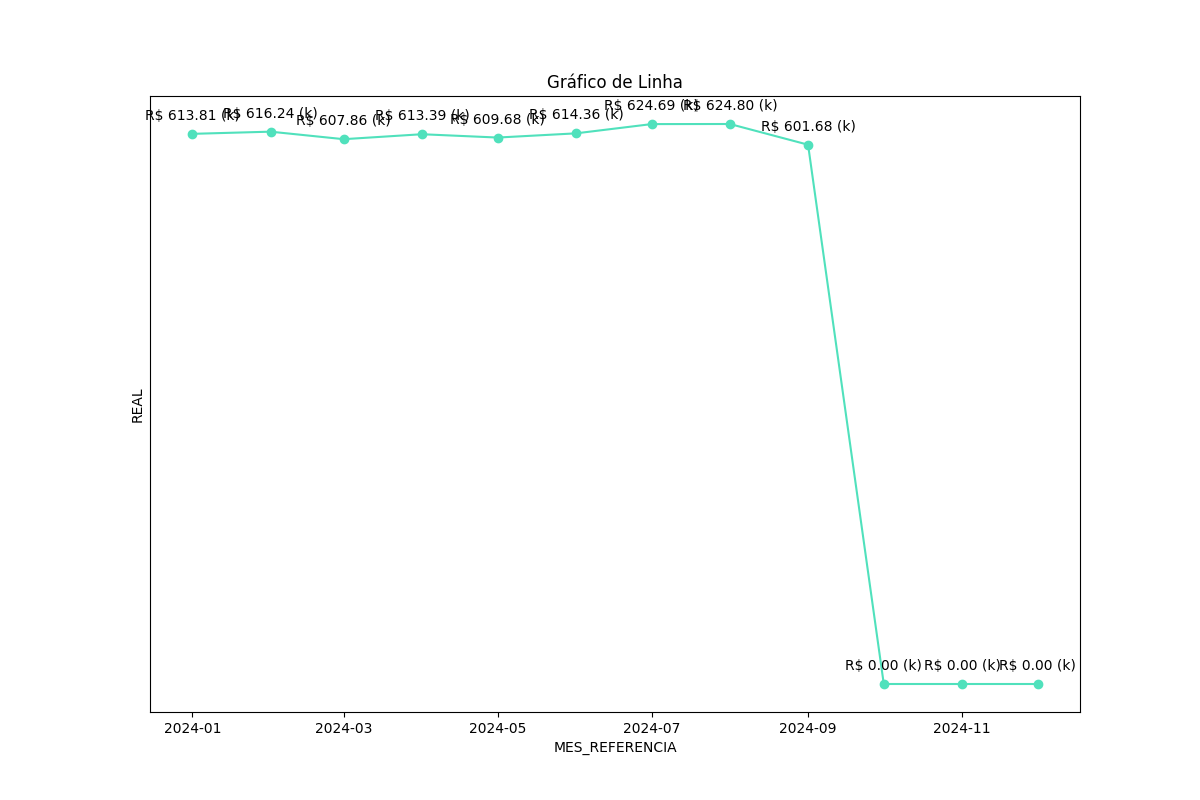 Gráfico de Linha
R$ 613.81 (k)
R$ 616.24 (k)
R$ 607.86 (k)
R$ 613.39 (k)
R$ 609.68 (k)
R$ 614.36 (k)
R$ 624.69 (k)
R$ 624.80 (k)
R$ 601.68 (k)
R$ 0.00 (k)
R$ 0.00 (k)
R$ 0.00 (k)
REAL
2024-01 2024-03 2024-05 2024-07 2024-09 2024-11
MES_REFERENCIA